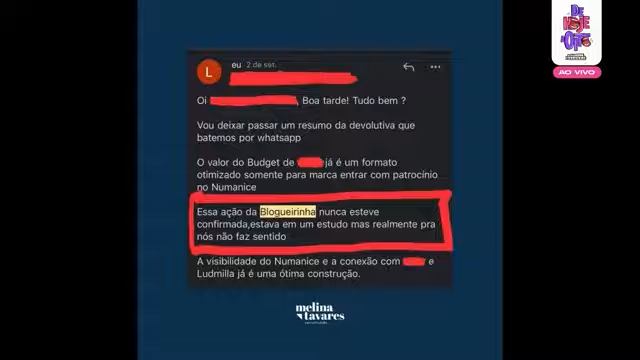 DE
HOJE
A OITO
AO VIVO
L
eu 2 de set.
Oi , Boa tarde! Tudo bem ?
Vou deixar passar um resumo da devolutiva que
batemos por whatsapp
O valor do Budget de já é um formato
otimizado somente para marca entrar com patrocínio
no Numanice
Essa ação da Blogueirinha nunca esteve
confirmada,estava em um estudo mas realmente pra
nós não faz sentido
A visibilidade do Numanice e a conexão com e
Ludmilla já é uma ótima construção.
melina
tavares